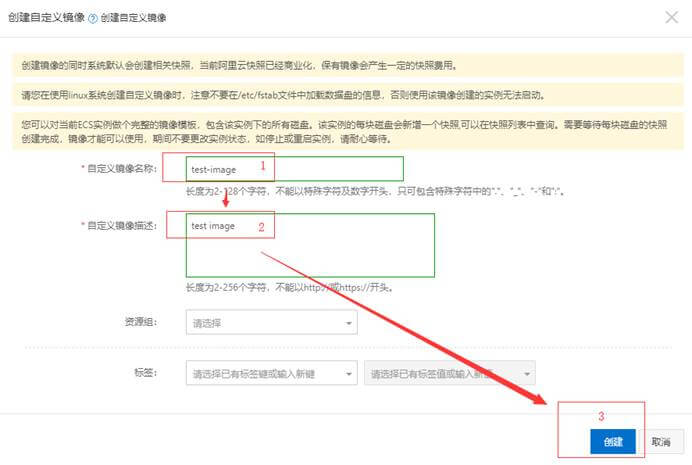 创建自定义镜像 ? 创建自定义镜像
创建镜像的同时系统默认会创建相关快照，当前阿里云快照已经商业化，保有镜像会产生一定的快照费用。
请您在使用linux系统创建自定义镜像时，注意不要在/etc/fstab文件中加载数据盘的信息，否则使用该镜像创建的实例无法启动。
您可以对当前ECS实例做个完整的镜像模板，包含该实例下的所有磁盘。该实例的每块磁盘会新增一个快照,可以在快照列表中查询。需要等待每块磁盘的快照
创建完成，镜像才能可以使用，期间不要更改实例状态，如停止或重启实例，请耐心等待。
*自定义镜像名称： test-image 1
长度为2-128个字符，不能以特殊字符及数字开头，只可包含特殊字符中的"."、"_"、"-"和":"。
*自定义镜像描述： test image 2
长度为2-256个字符，不能以http://或https://开头。
资源组： 请选择
标签： 请选择已有标签键或输入新键 请选择已有标签值或输入新值
3
创建 取消